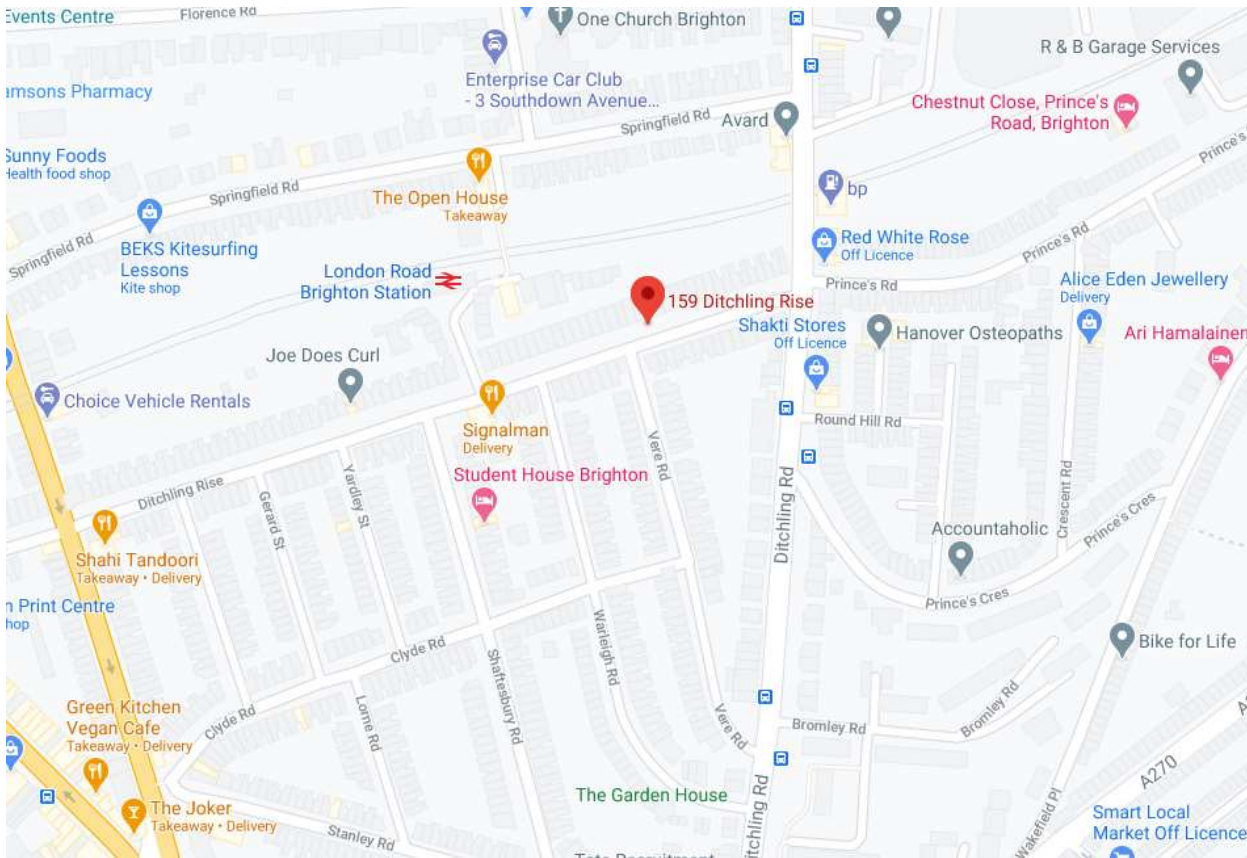 Events Centre
Florence Rd
One Church Brighton
R & B Garage Services
Enterprise Car Club
- 3 Southdown Avenue...
amsons Pharmacy
Chestnut Close, Prince's
Road, Brighton
Springfield Rd
Avard
Sunny Foods
Health food shop
The Open House
Takeaway
Springfield Rd
bp
Prince's
Springfield Rd
BEKS Kitesurfing
Lessons
Kite shop
Red White Rose
Off Licence
Prince's Rd
London Road
Brighton Station
159 Ditchling Rise
Prince's Rd
Alice Eden Jewellery
Delivery
Shakti Stores
Off Licence
Hanover Osteopaths
Ari Hamalainen
Joe Does Curl
Choice Vehicle Rentals
Signalman
Delivery
Round Hill Rd
Vere Rd
Student House Brighton
Ditchling Rise
Gerard St
Yardley St
Ditchling Rd
Crescent Rd
Prince's Cres
Accountaholic
Shahi Tandoori
Takeaway • Delivery
n Print Centre
hop
Prince's Cres
Clyde Rd
Warleigh Rd
Bike for Life
Shaftesbury Rd
Lorne Rd
Clyde Rd
Green Kitchen
Vegan Cafe
Takeaway • Delivery
Vere Rd
Bromley Rd
Bromley Rd
A270
The Garden House
Ditchling Rd
The Joker
Takeaway • Delivery
Stanley Rd
Wakefield Pl
Smart Local
Market Off Licence